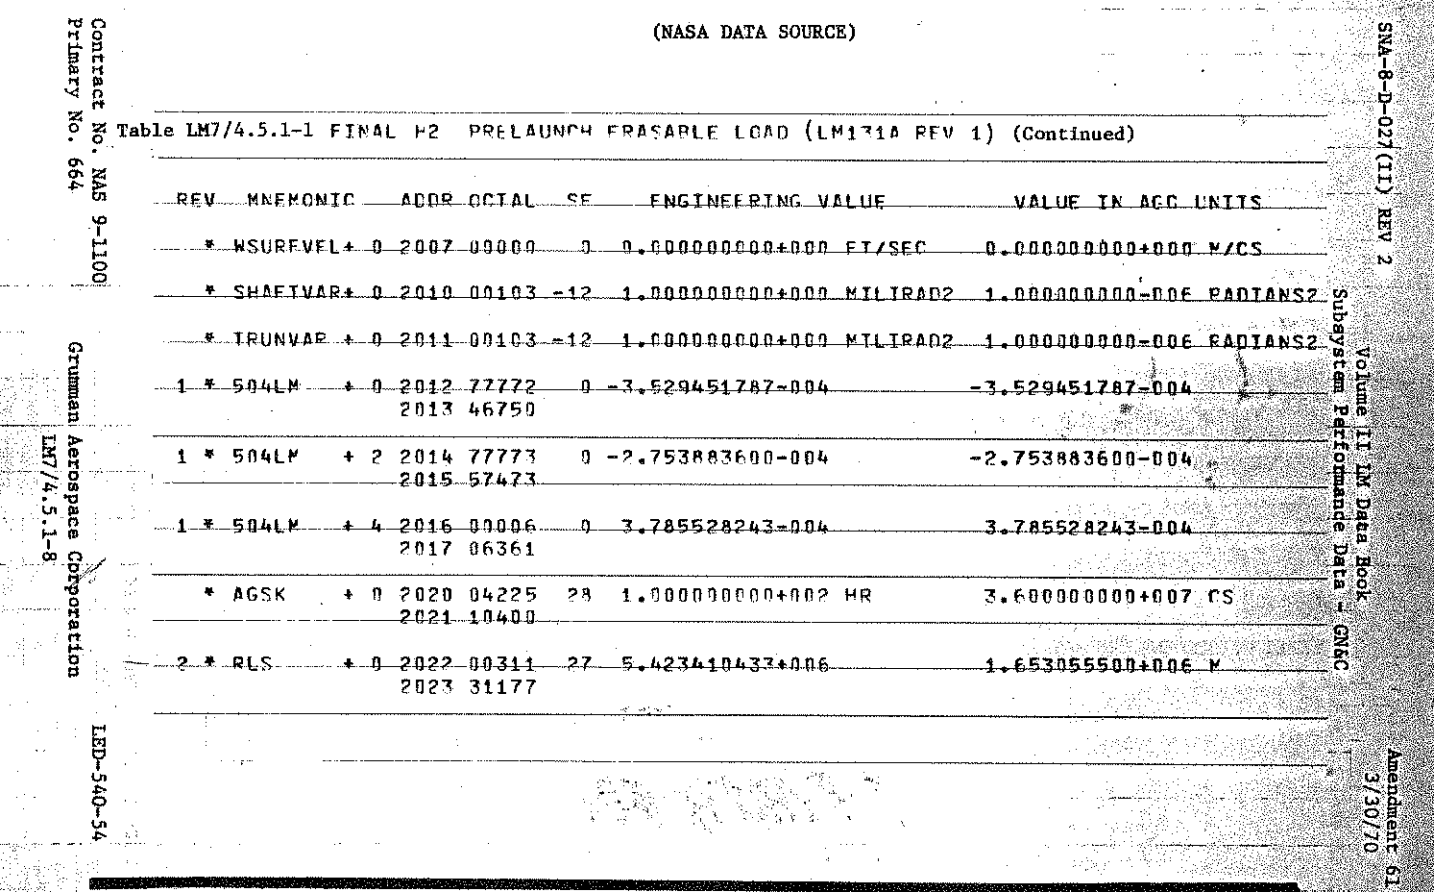 (NASA DATA SOURCE)
Table LM7/4.5.1-1 FINAL H2 PRELAUNCH ERASABLE LOAD (LM131A REV 1) (Continued)
REV MNEMONIC ADDR OCTAL SF ENGINEERING VALUE VALUE IN AGC UNITS
* WSURFVEL+ 0 2007 00000 0 0.000000000+000 FT/SEC 0.000000000+000 M/CS
* SHAFTVAR+ 0 2010 00103 -12 1.000000000+000 MILIRAD2 1.000000000-006 RADIANS2
* TRUNVAR + 0 2011 00103 -12 1.000000000+000 MILIRAD2 1.000000000-006 RADIANS2
1 * 504LM + 0 2012 77772 0 -3.529451787-004 -3.529451787-004
2013 46750
1 * 504LM + 2 2014 77773 0 -2.753883600-004 -2.753883600-004
2015 57473
1 * 504LM + 4 2016 00006 0 3.785528243-004 3.785528243-004
2017 06361
* AGSK + 0 2020 04225 28 1.000000000+002 HR 3.600000000+007 CS
2021 10400
2 * RLS + 0 2022 00311 27 5.423410433+006 1.653055500+006 M
2023 31177
SNA-8-D-027(II) REV 2
Volume II LM Data Book
Subsystem Performande Data - GN&C
Amendment 61
3/30/70
Contract No. NAS 9-1100
Primary No. 664
Grumman Aerospace Corporation
LM7/4.5.1-8
LED-540-54